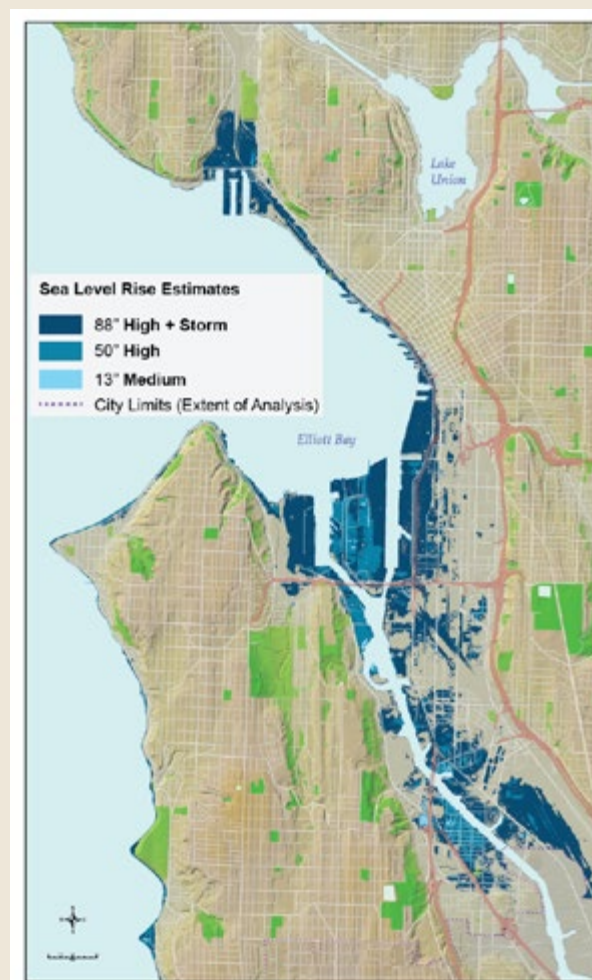 Lake
Union
Sea Level Rise Estimates
88" High + Storm
50" High
13" Medium
City Limits (Extent of Analysis)
Elliott Bay